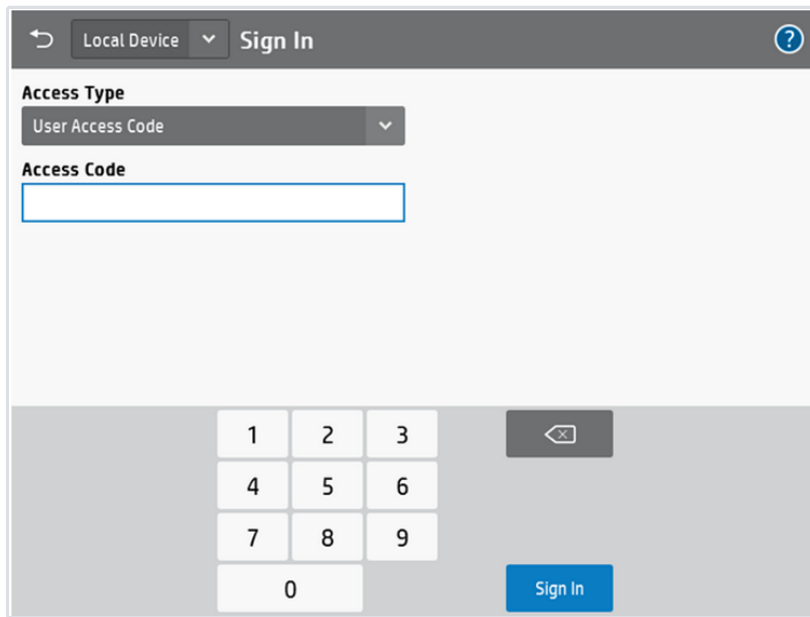 Local Device Sign In ?
Access Type
User Access Code
Access Code
1 2 3
4 5 6
7 8 9
0 Sign In